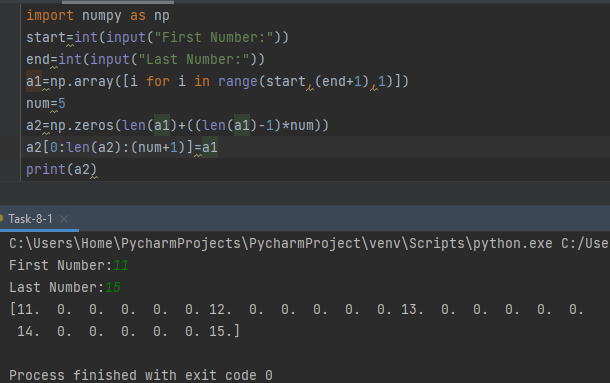 import numpy as np
start=int(input("First Number:"))
end=int(input("Last Number:"))
a1=np.array([i for i in range(start,(end+1),1)])
num=5
a2=np.zeros(len(a1)+((len(a1)-1)*num))
a2[0:len(a2):(num+1)]=a1
print(a2)
Task-8-1 ×
C:\Users\Home\PycharmProjects\PycharmProject\venv\Scripts\python.exe C:/Use
First Number:11
Last Number:15
[11.  0.  0.  0.  0.  0. 12.  0.  0.  0.  0.  0. 13.  0.  0.  0.  0.  0.
 14.  0.  0.  0.  0.  0. 15.]
Process finished with exit code 0